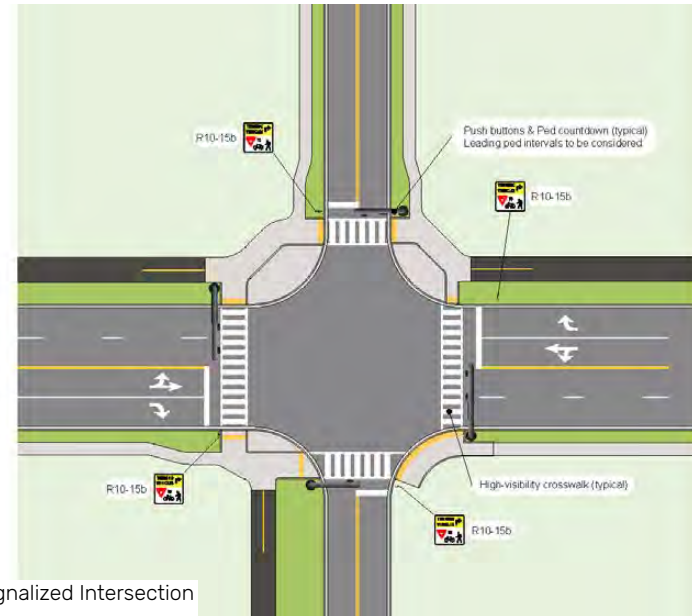 R10-15b
Push buttons & Ped countdown (typical)
Leading ped intervals to be considered
R10-15b
R10-15b
High-visibility crosswalk (typical)
R10-15b
gnalized Intersection